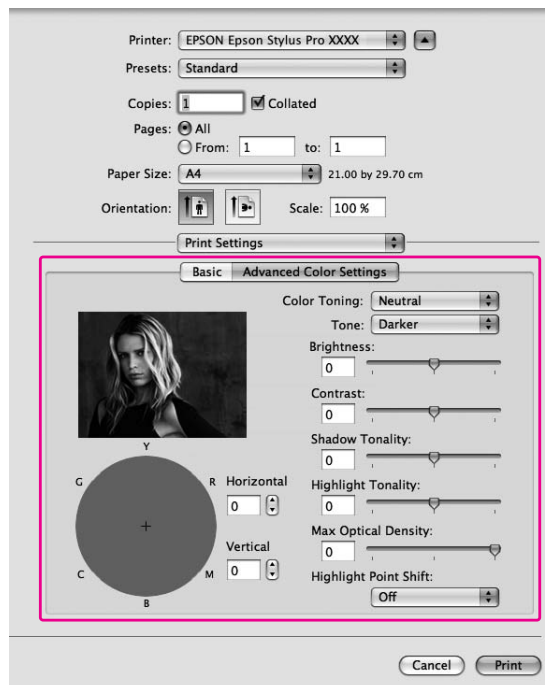 Printer: EPSON Epson Stylus Pro XXXX
Presets: Standard
Copies: 1 Collated
Pages: All
From: 1 to: 1
Paper Size: A4 21.00 by 29.70 cm
Orientation: Scale: 100 %
Print Settings
Basic Advanced Color Settings
Color Toning: Neutral
Tone: Darker
Brightness:
0
Contrast:
0
Shadow Tonality:
0
Highlight Tonality:
0
Max Optical Density:
0
Highlight Point Shift:
Off
Y
G R
C M
B
Horizontal
0
Vertical
0
Cancel Print